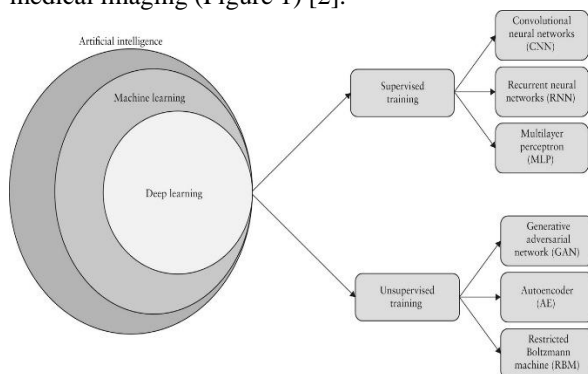 medical imaging (Figure 1) [2].
Artificial intelligence
Machine learning
Deep learning
Supervised
training
Convolutional
neural networks
(CNN)
Recurrent neural
networks (RNN)
Multilayer
perceptron
(MLP)
Unsupervised
training
Generative
adversarial
network (GAN)
Autoencoder
(AE)
Restricted
Boltzmann
machine (RBM)